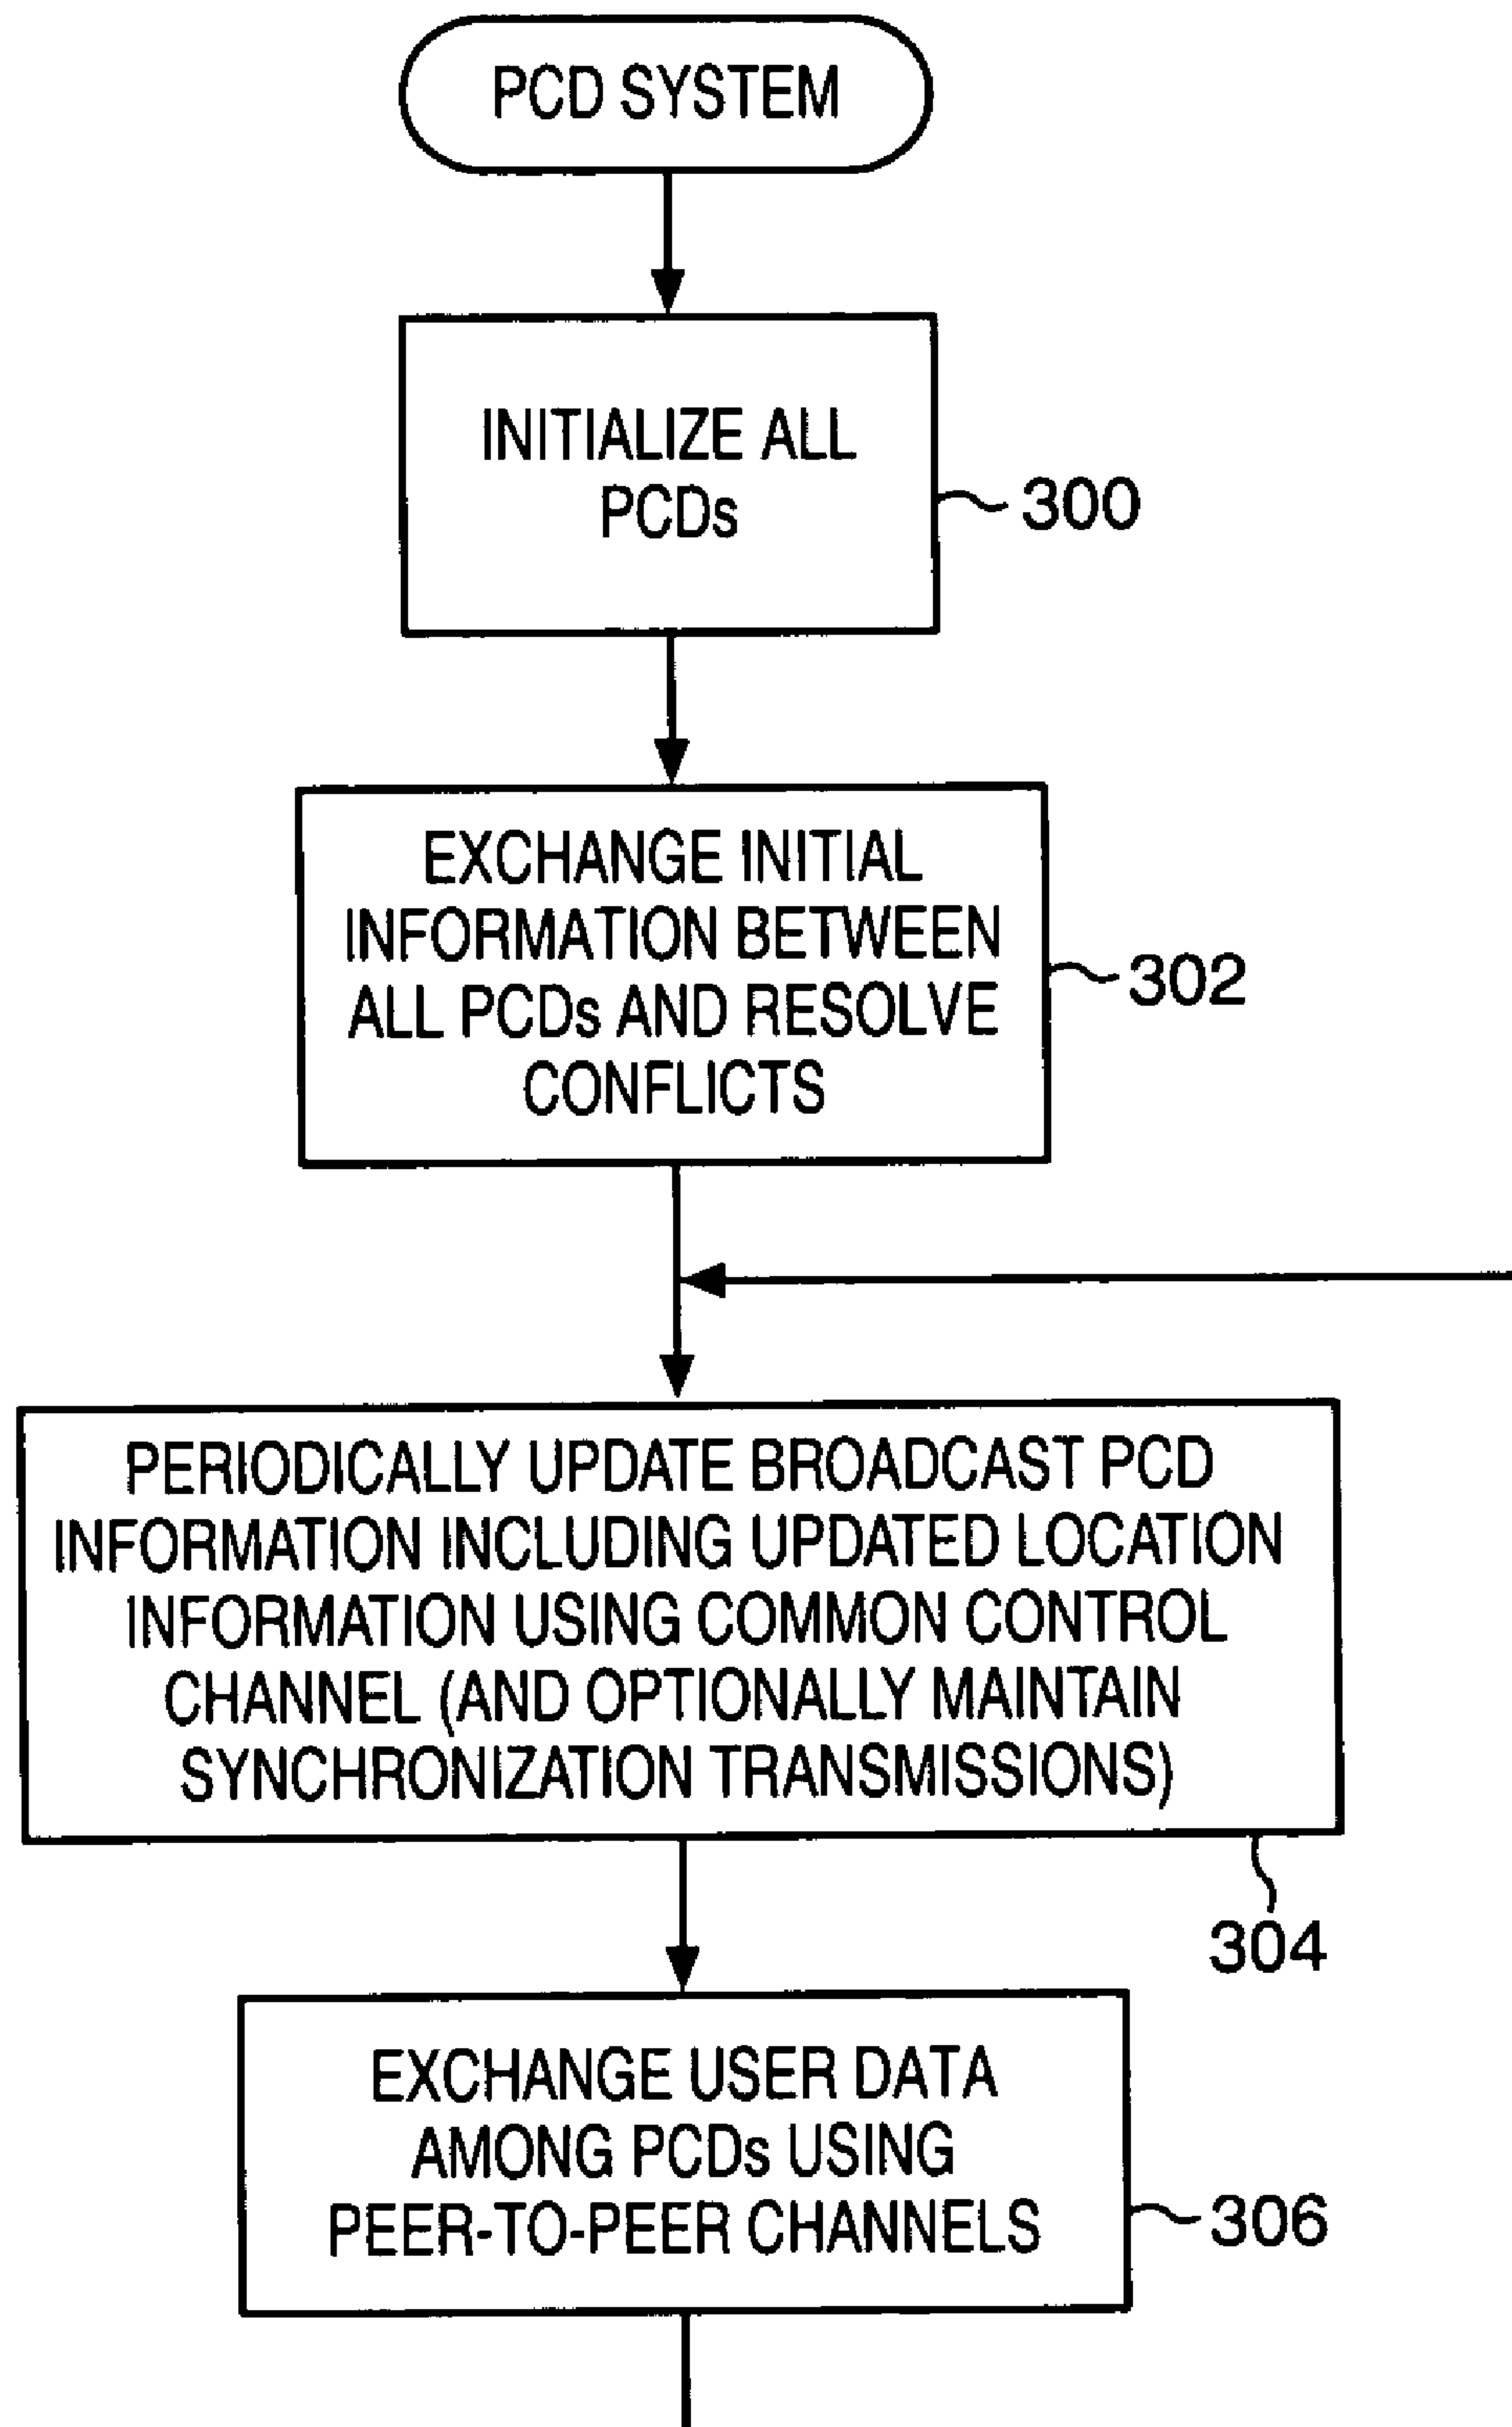 PCD SYSTEM
INITIALIZE ALL
PCDs
300
EXCHANGE INITIAL
INFORMATION BETWEEN
ALL PCDs AND RESOLVE
CONFLICTS
302
PERIODICALLY UPDATE BROADCAST PCD
INFORMATION INCLUDING UPDATED LOCATION
INFORMATION USING COMMON CONTROL
CHANNEL (AND OPTIONALLY MAINTAIN
SYNCHRONIZATION TRANSMISSIONS)
304
EXCHANGE USER DATA
AMONG PCDs USING
PEER-TO-PEER CHANNELS
306